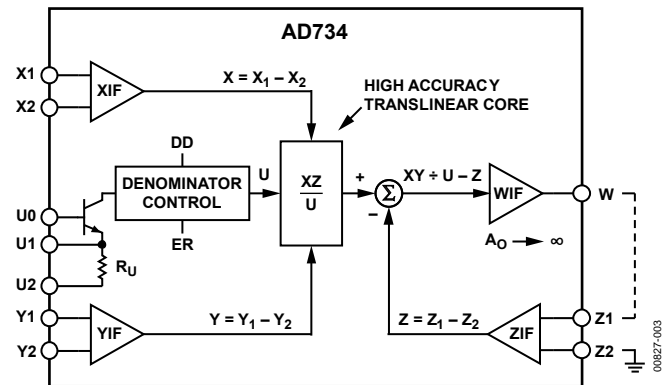 AD734
X1
X2
XIF
X = X1 – X2
HIGH ACCURACY
TRANSLINEAR CORE
DD
DENOMINATOR
CONTROL
ER
U
XZ
U
+
–
Σ
XY ÷ U – Z
WIF
W
AO → ∞
U0
U1
U2
RU
Y1
Y2
YIF
Y = Y1 – Y2
Z = Z1 – Z2
ZIF
Z1
Z2
00827-003